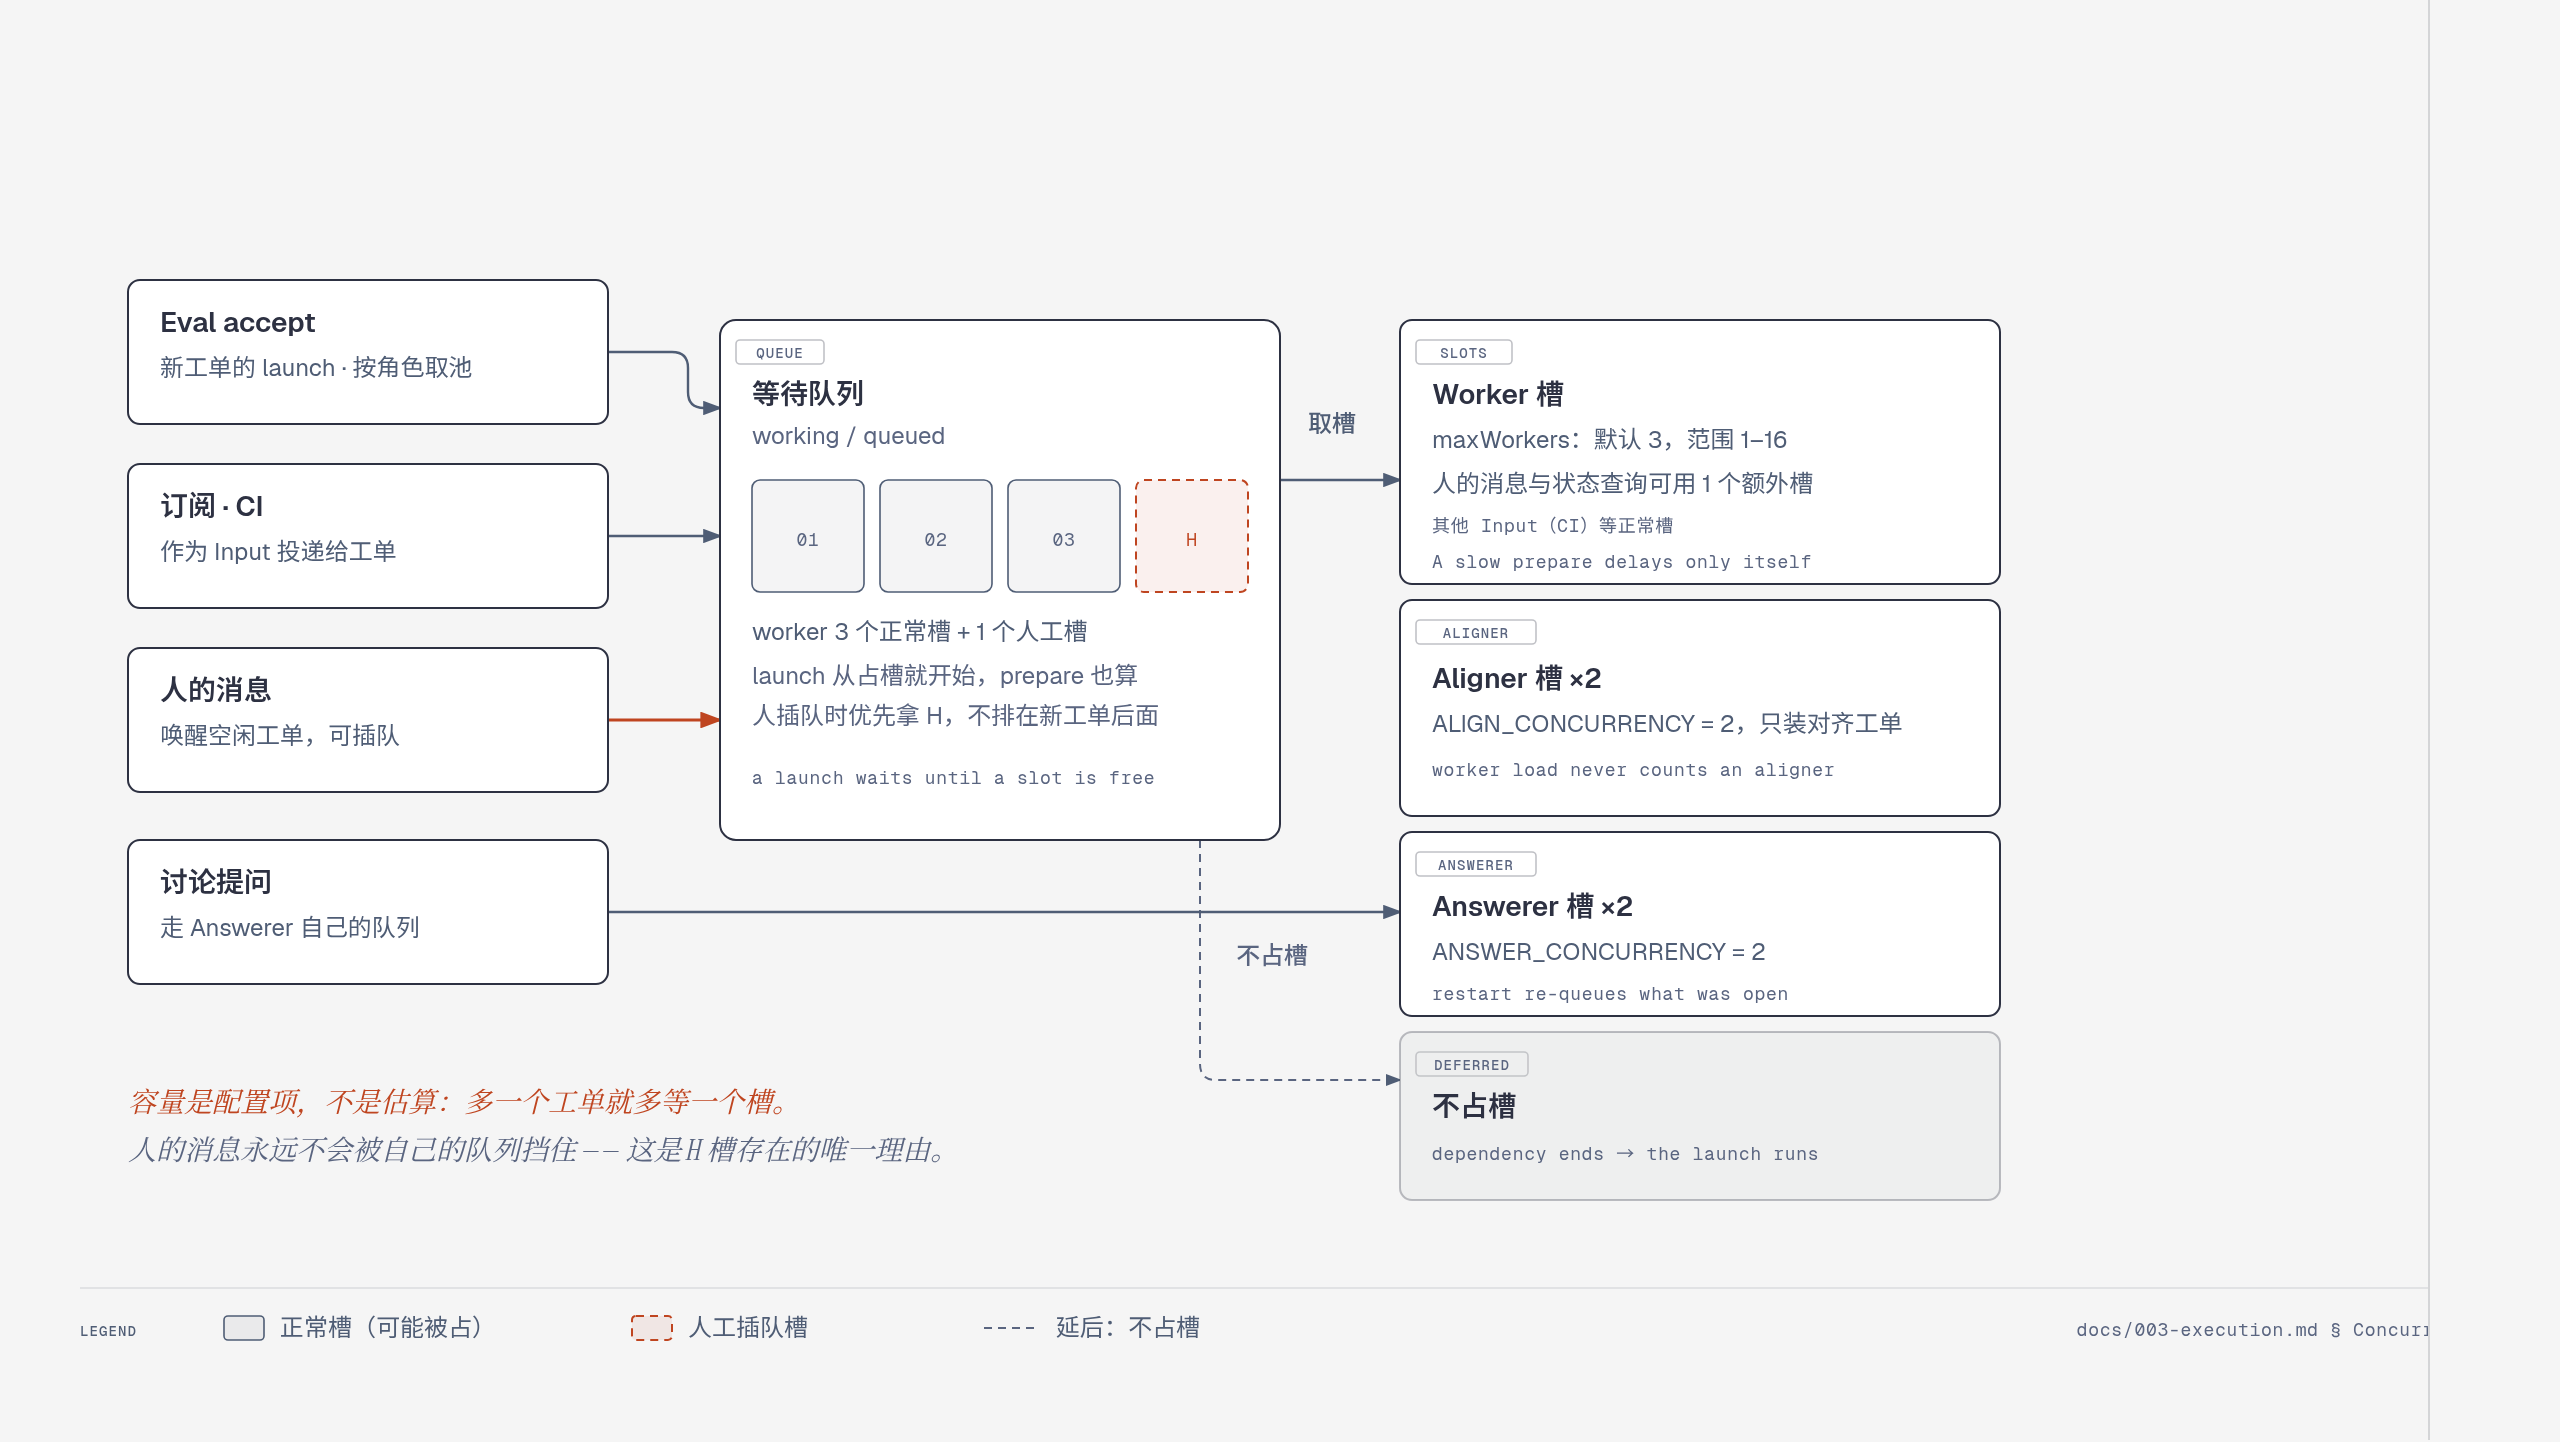 Eval accept
新工单的 launch · 按角色取池
订阅 · CI
作为 Input 投递给工单
人的消息
唤醒空闲工单，可插队
讨论提问
走 Answerer 自己的队列
QUEUE
等待队列
working / queued
01
02
03
H
worker 3 个正常槽 + 1 个人工槽
launch 从占槽就开始，prepare 也算
人插队时优先拿 H，不排在新工单后面
a launch waits until a slot is free
取槽
不占槽
SLOTS
Worker 槽
maxWorkers：默认 3，范围 1–16
人的消息与状态查询可用 1 个额外槽
其他 Input（CI）等正常槽
A slow prepare delays only itself
ALIGNER
Aligner 槽 ×2
ALIGN_CONCURRENCY = 2，只装对齐工单
worker load never counts an aligner
ANSWERER
Answerer 槽 ×2
ANSWER_CONCURRENCY = 2
restart re-queues what was open
DEFERRED
不占槽
dependency ends → the launch runs
容量是配置项，不是估算：多一个工单就多等一个槽。
人的消息永远不会被自己的队列挡住 —— 这是 H 槽存在的唯一理由。
LEGEND
正常槽（可能被占）
人工插队槽
延后：不占槽
docs/003-execution.md § Concur